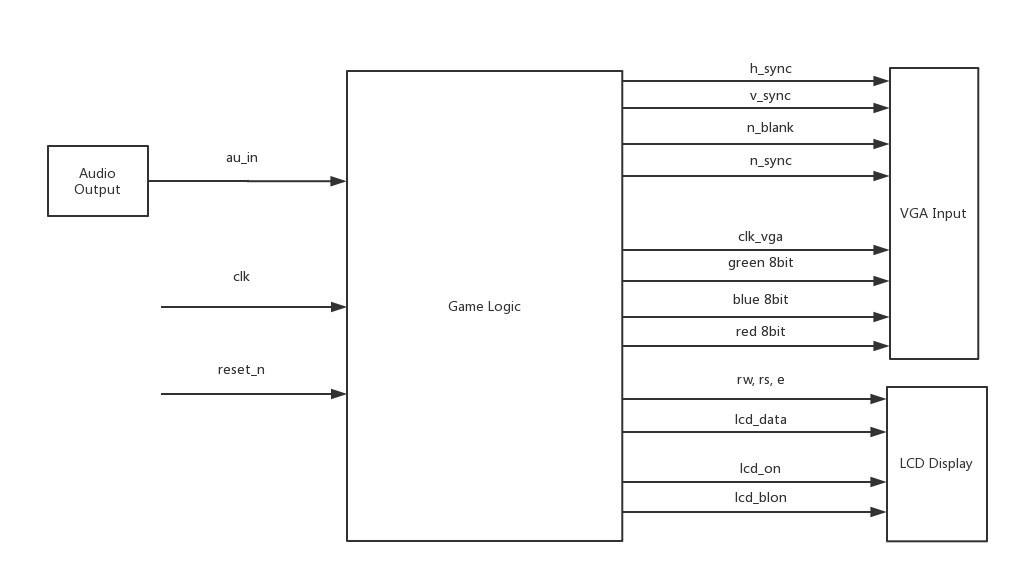 Audio
Output
au_in
clk
reset_n
Game Logic
h_sync
v_sync
n_blank
n_sync
clk_vga
green 8bit
blue 8bit
red 8bit
rw, rs, e
lcd_data
lcd_on
lcd_blon
VGA Input
LCD Display